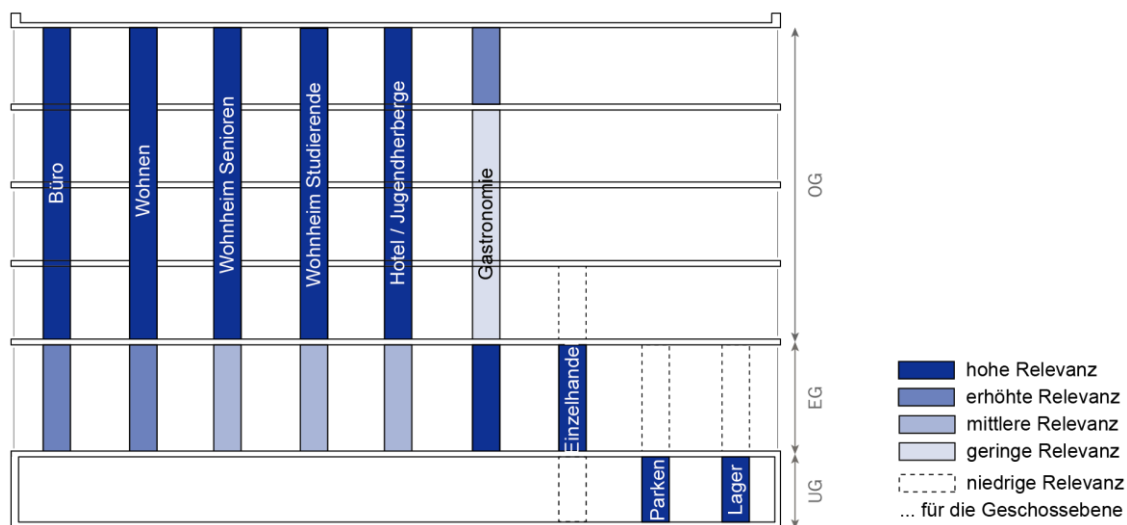 Büro
Wohnen
Wohnheim Senioren
Wohnheim Studierende
Hotel / Jugendherberge
Gastronomie
Einzelhandel
Parken
Lager
OG
EG
UG
hohe Relevanz
erhöhte Relevanz
mittlere Relevanz
geringe Relevanz
niedrige Relevanz
... für die Geschossebene